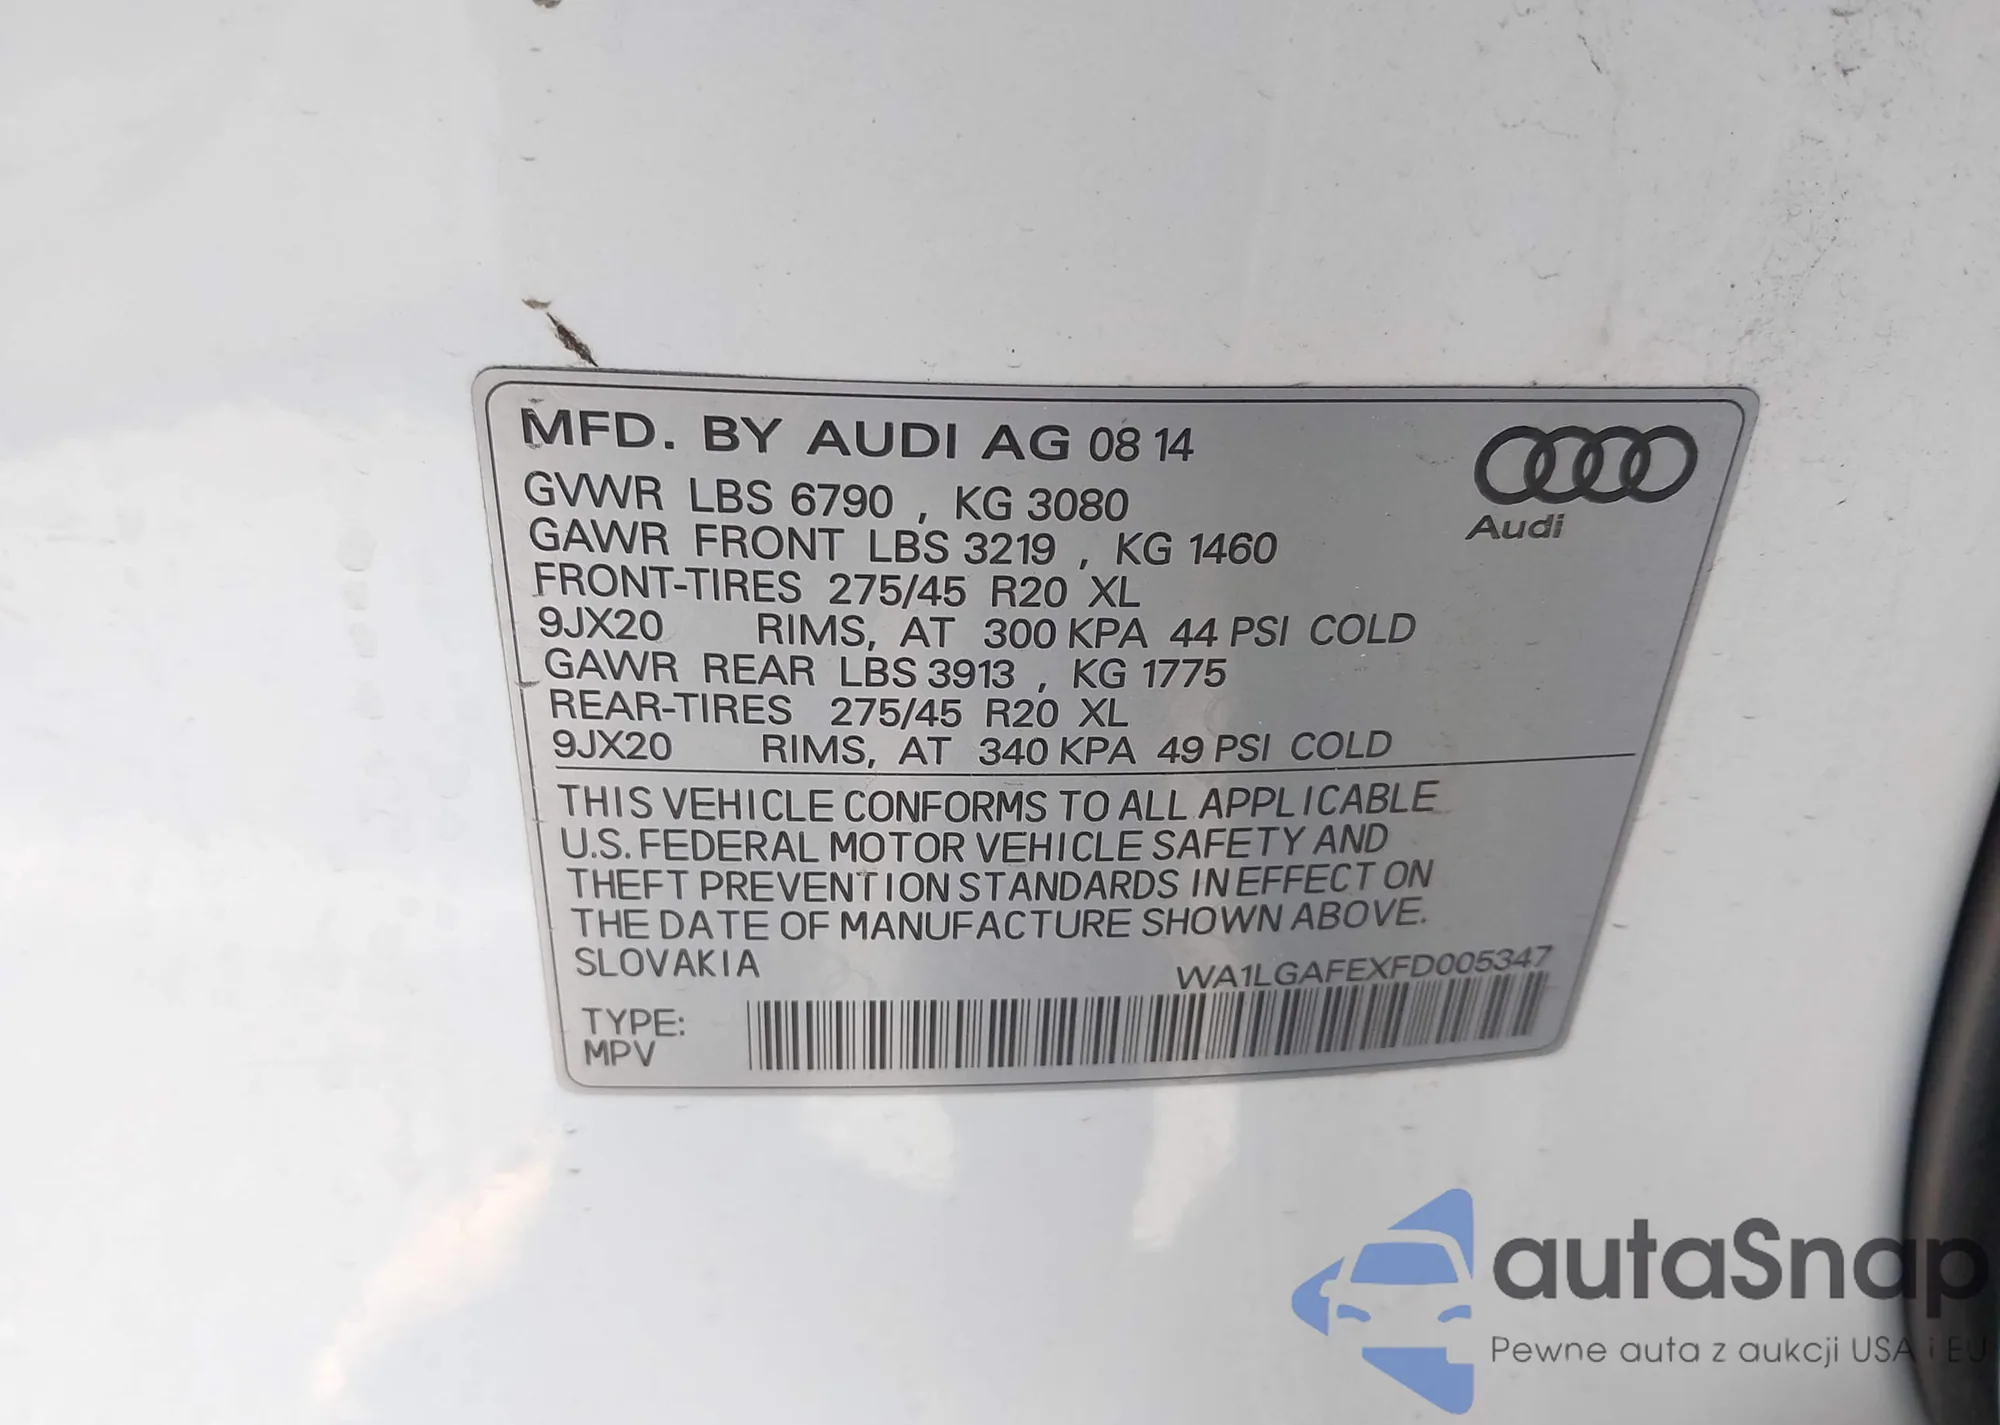 MFD. BY AUDI AG 08 14
GVWR LBS 6790 , KG 3080
GAWR FRONT LBS 3219 , KG 1460
FRONT-TIRES 275/45 R20 XL
9JX20 RIMS, AT 300 KPA 44 PSI COLD
GAWR REAR LBS 3913 , KG 1775
REAR-TIRES 275/45 R20 XL
9JX20 RIMS, AT 340 KPA 49 PSI COLD
Audi
THIS VEHICLE CONFORMS TO ALL APPLICABLE
U.S. FEDERAL MOTOR VEHICLE SAFETY AND
THEFT PREVENTION STANDARDS IN EFFECT ON
THE DATE OF MANUFACTURE SHOWN ABOVE.
SLOVAKIA
WA1LGAFEXFD005347
TYPE:
MPV
autaSnap
Pewne auta z aukcji USA i EU